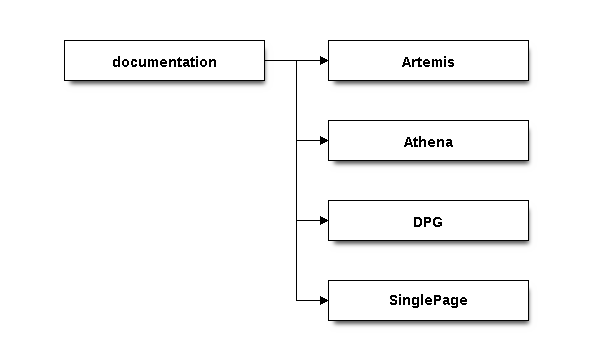 documentation
Artemis
Athena
DPG
SinglePage